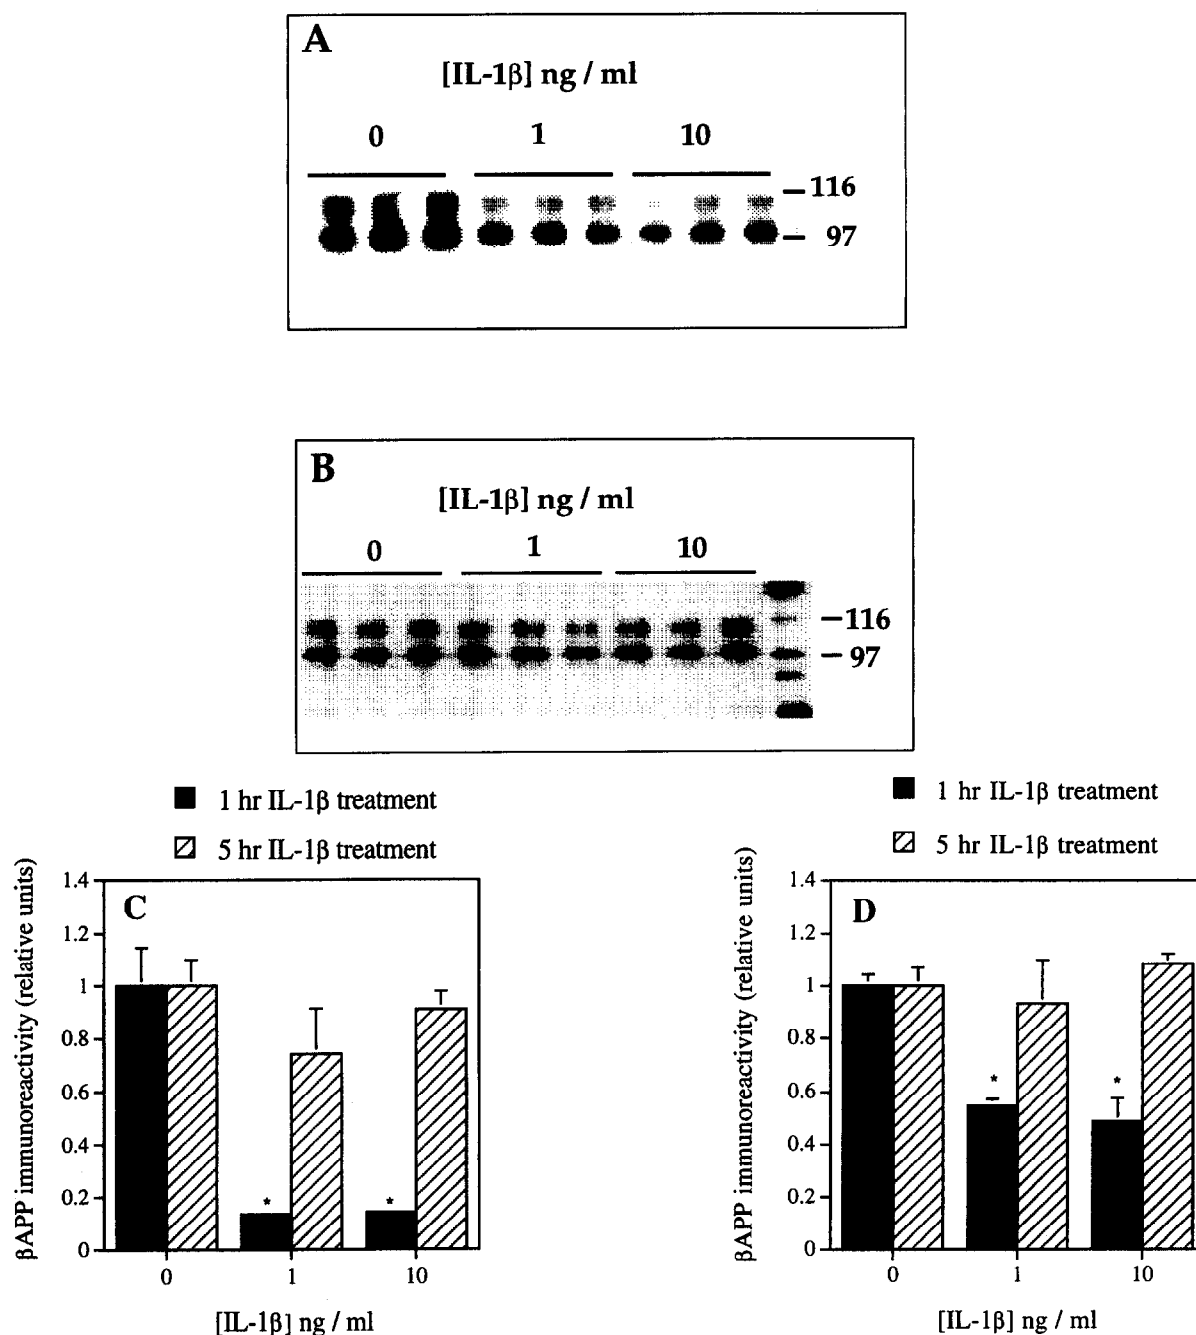 A
[IL-1β] ng / ml
0 1 10
116
97
B
[IL-1β] ng / ml
0 1 10
116
97
1 hr IL-1β treatment
5 hr IL-1β treatment
βAPP immunoreactivity (relative units)
1.4
1.2
1
0.8
0.6
0.4
0.2
0
C
* *
0 1 10
[IL-1β] ng / ml
1 hr IL-1β treatment
5 hr IL-1β treatment
βAPP immunoreactivity (relative units)
1.4
1.2
1
0.8
0.6
0.4
0.2
0
D
* *
0 1 10
[IL-1β] ng / ml